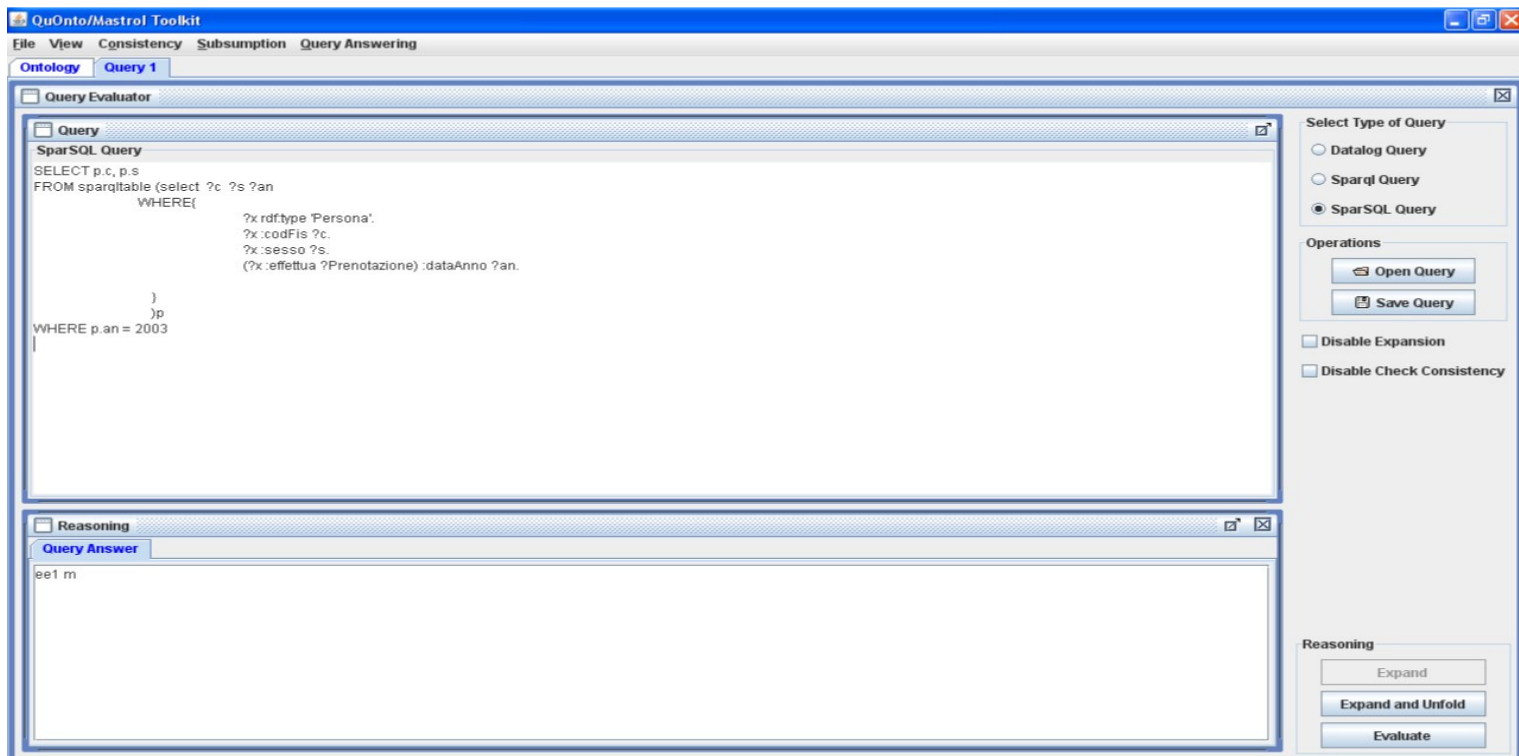 QuOnto/Mastrol Toolkit
File View Consistency Subsumption Query Answering
Ontology Query 1
Query Evaluator
Query
SparSQL Query
SELECT p.c, p.s
FROM sparqltable (select ?c ?s ?an
WHERE{
?x rdf:type 'Persona'.
?x :codFis ?c.
?x :sesso ?s.
(?x :effettua ?Prenotazione) :dataAnno ?an.
}
)p
WHERE p.an = 2003
Select Type of Query
Datalog Query
Sparql Query
SparSQL Query
Operations
Open Query
Save Query
Disable Expansion
Disable Check Consistency
Reasoning
Query Answer
ee1 m
Reasoning
Expand
Expand and Unfold
Evaluate